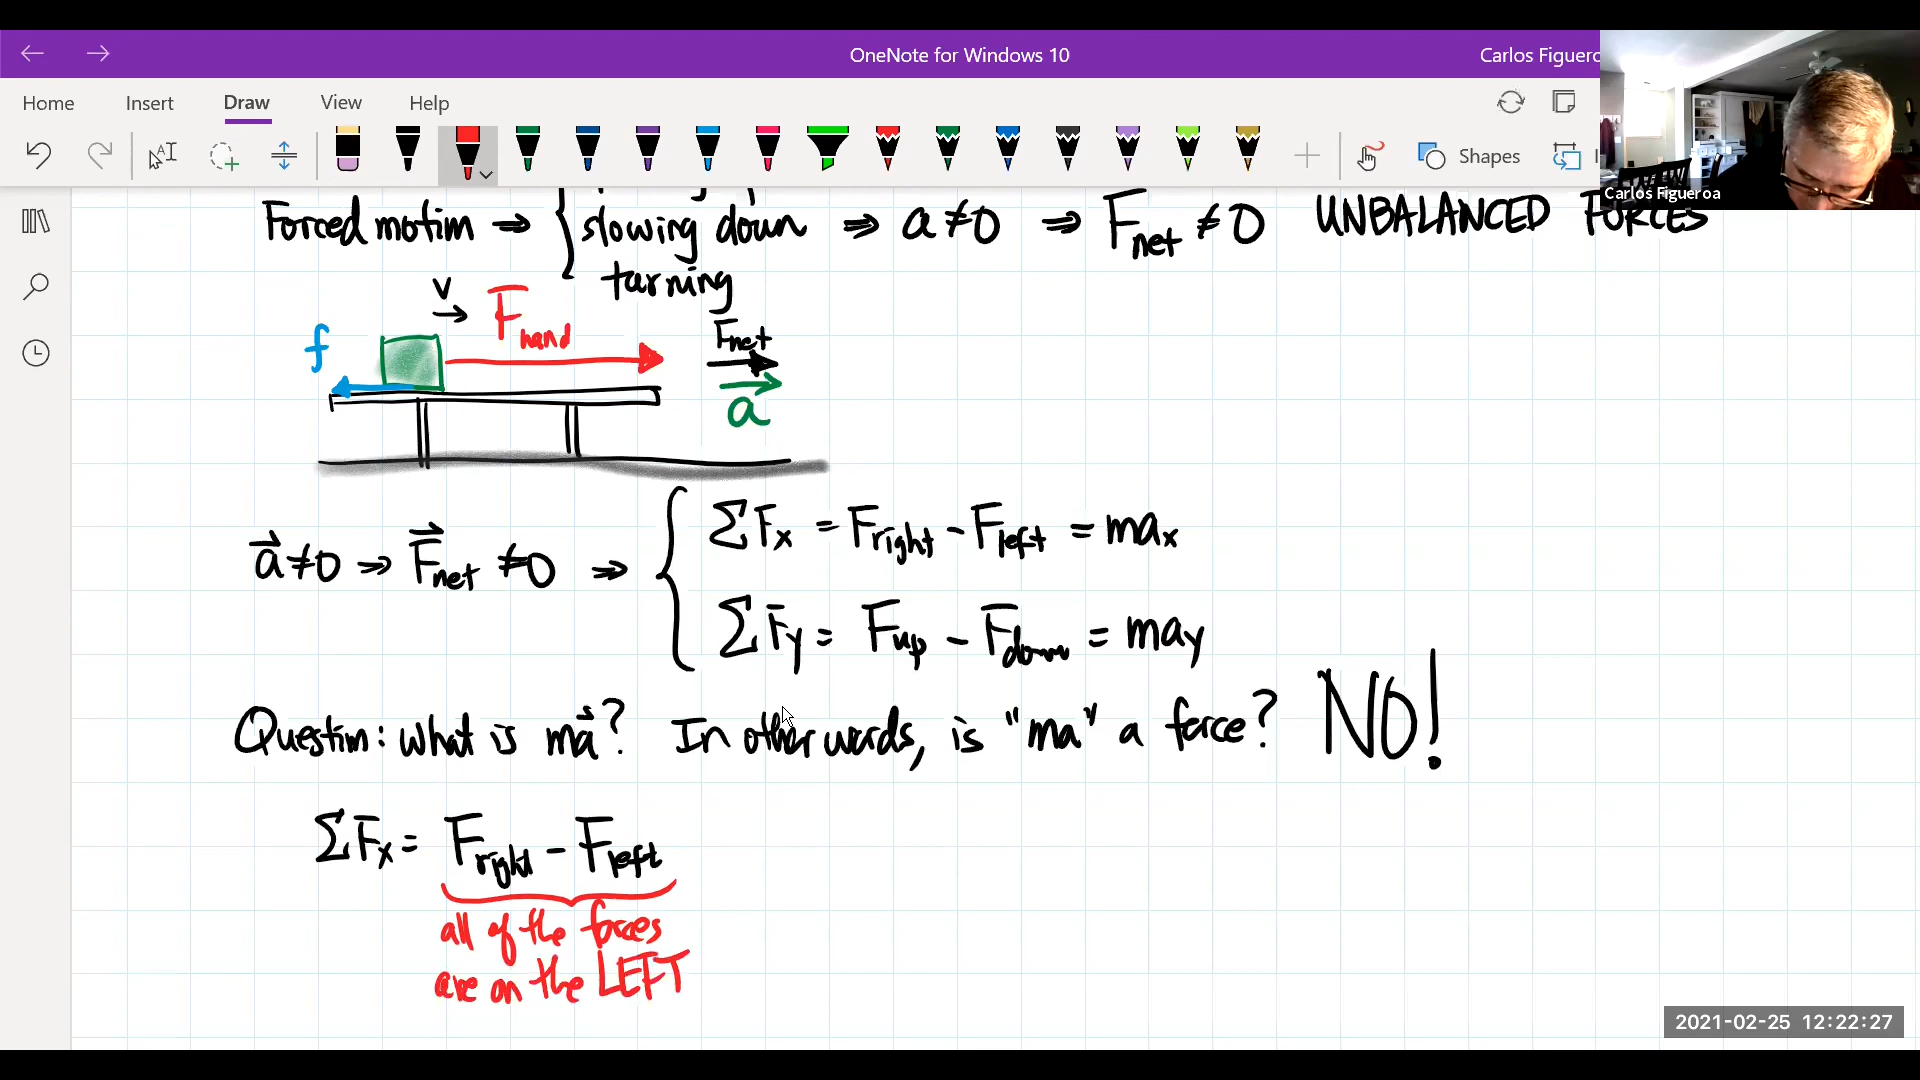 OneNote for Windows 10
Carlos Figuero
Home Insert Draw View Help
Shapes
Carlos Figueroa
Forced motion ⇒ { slowing down ⇒ a ≠ 0 ⇒ Fnet ≠ 0 UNBALANCED FORCES
turning
v
Fhand
f
Fnet
a
a⃗ ≠ 0 ⇒ F⃗net ≠ 0 ⇒ { ΣFx = Fright - Fleft = max
ΣFy = Fup - Fdown = may
Question: what is ma⃗? In other words, is "ma" a force? NO!
ΣFx = Fright - Fleft
all of the forces
are on the LEFT
2021-02-25 12:22:27